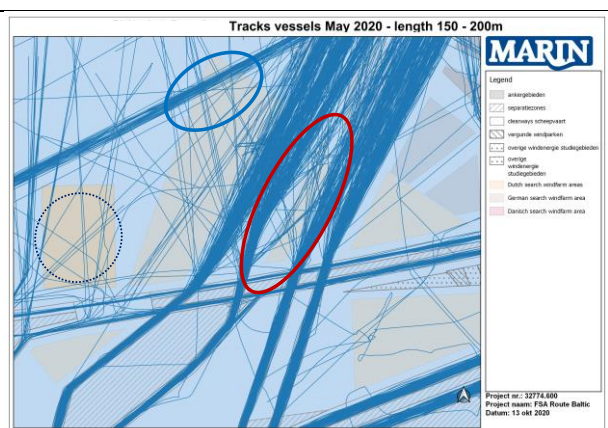 Tracks vessels May 2020 - length 150 - 200m
MARIN
Legend
ankergebieden
separatiezones
clearways scheepvaart
vergunde windparken
overige windenergie studiegebieden
overige
windenergie
studiegebieden
Dutch search windfarm areas
German search windfarm area
Danisch search windfarm area
Project nr.: 32774.600
Project naam: FSA Route Baltic
Datum: 13 okt 2020